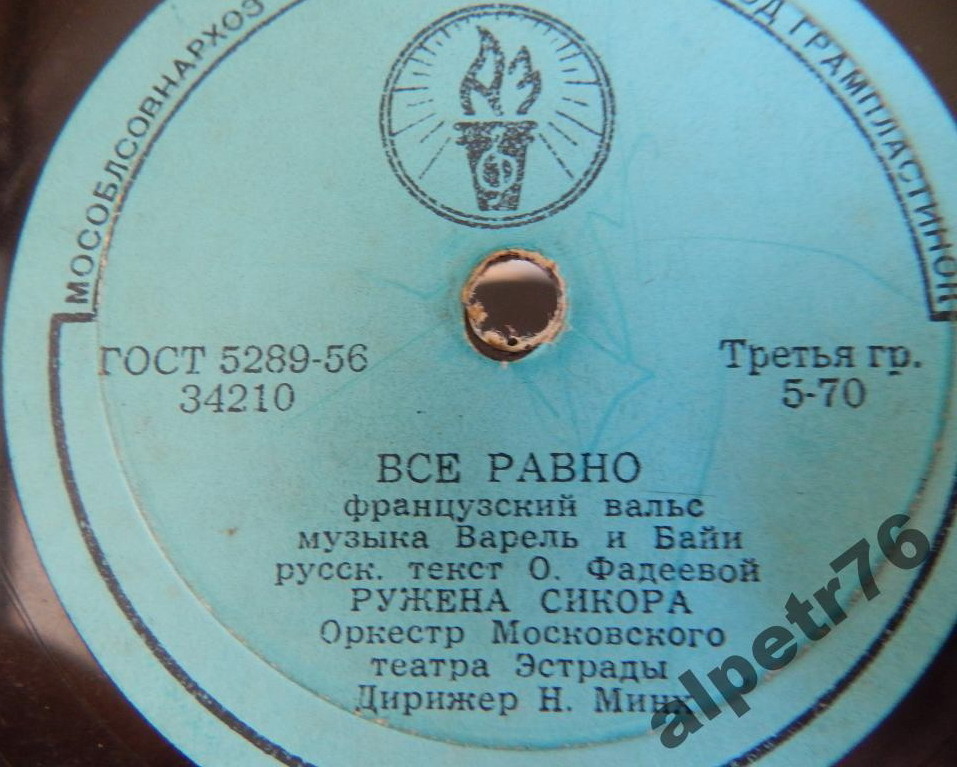 МОСОБЛСОВНАРХОЗ
ГРАМПЛАСТИНОК
ГОСТ 5289-56
34210
Третья гр.
5-70
ВСЕ РАВНО
французский вальс
музыка Варель и Байи
русск. текст О. Фадеевой
РУЖЕНА СИКОРА
Оркестр Московского
театра Эстрады
Дирижер Н. Минх
alpetr76